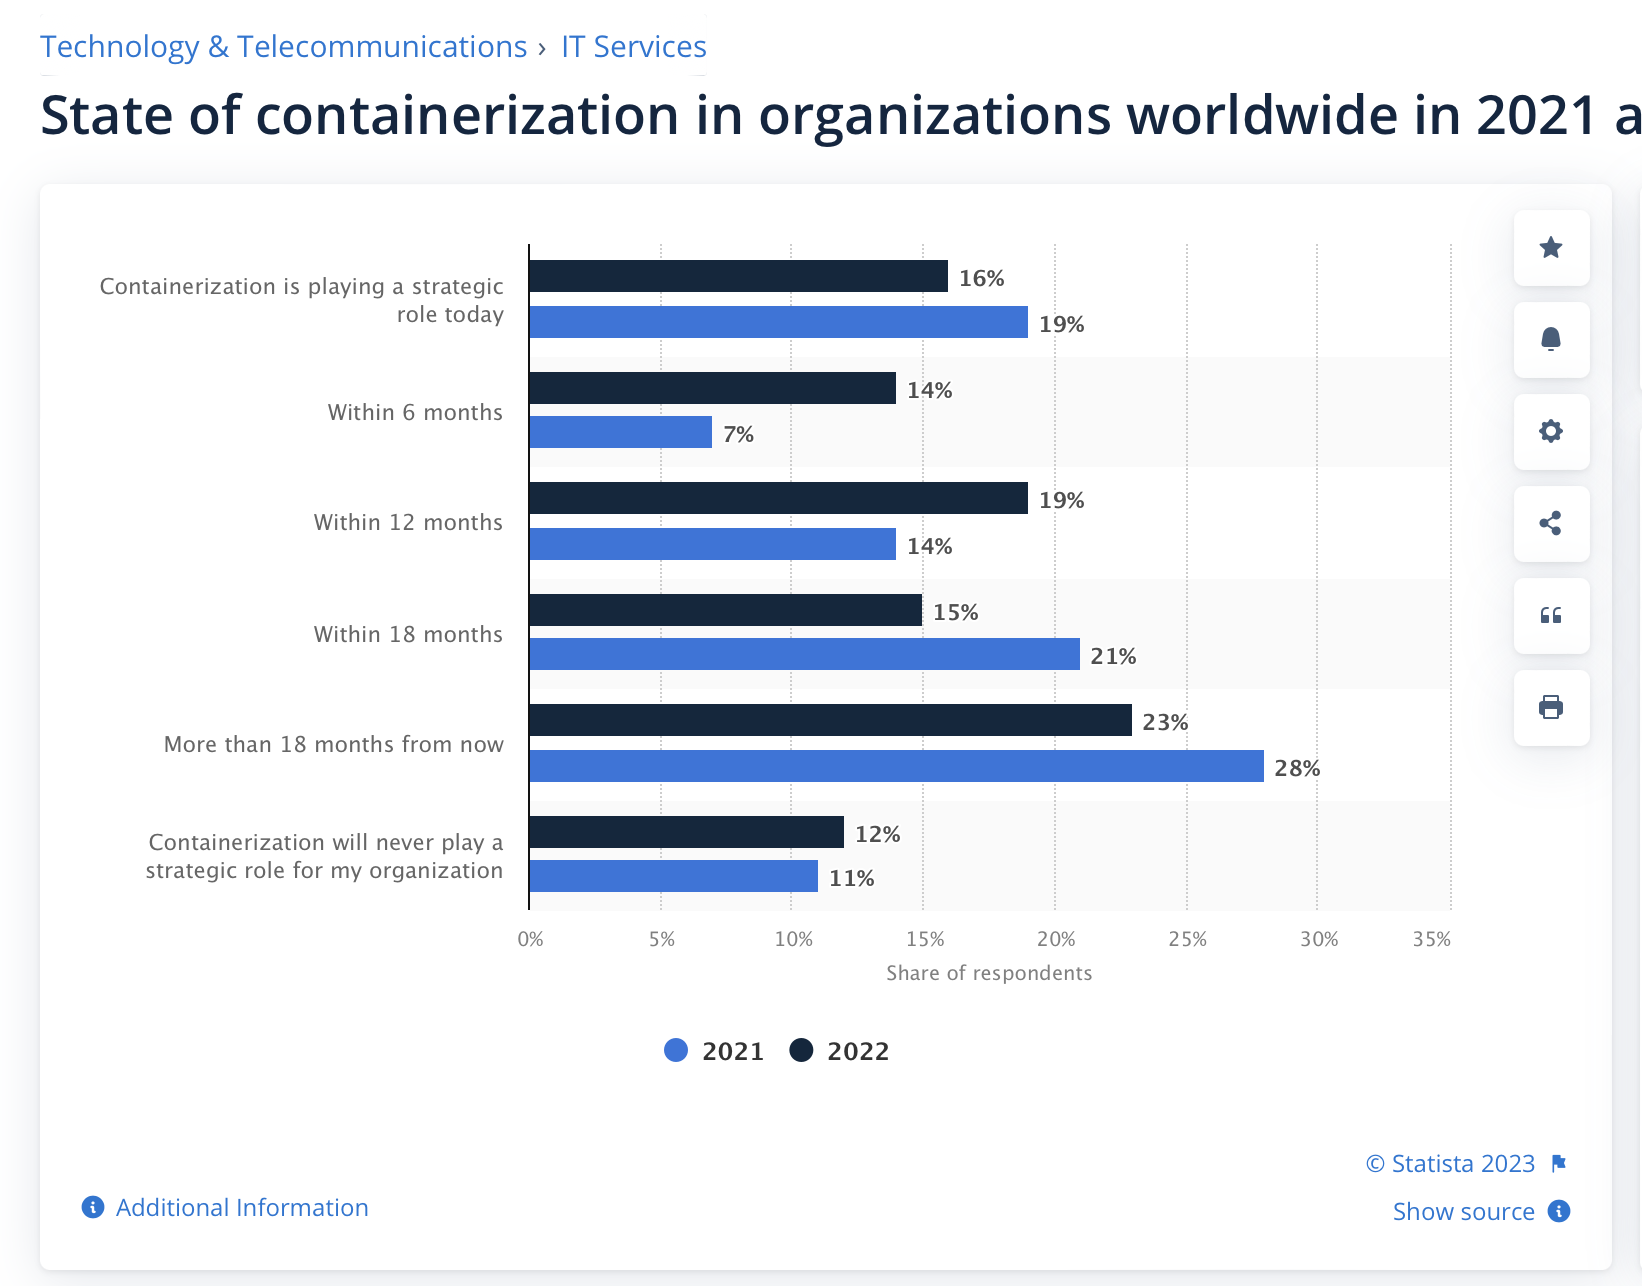 Technology & Telecommunications › IT Services
State of containerization in organizations worldwide in 2021 a
Containerization is playing a strategic
role today
16%
19%
Within 6 months
14%
7%
Within 12 months
19%
14%
Within 18 months
15%
21%
More than 18 months from now
23%
28%
Containerization will never play a
strategic role for my organization
12%
11%
0% 5% 10% 15% 20% 25% 30% 35%
Share of respondents
2021 2022
© Statista 2023
Additional Information
Show source